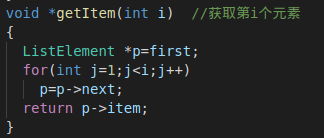 void *getItem(int i)  //获取第i个元素
{
  ListElement *p=first;
  for(int j=1;j<i;j++)
    p=p->next;
  return p->item;
}